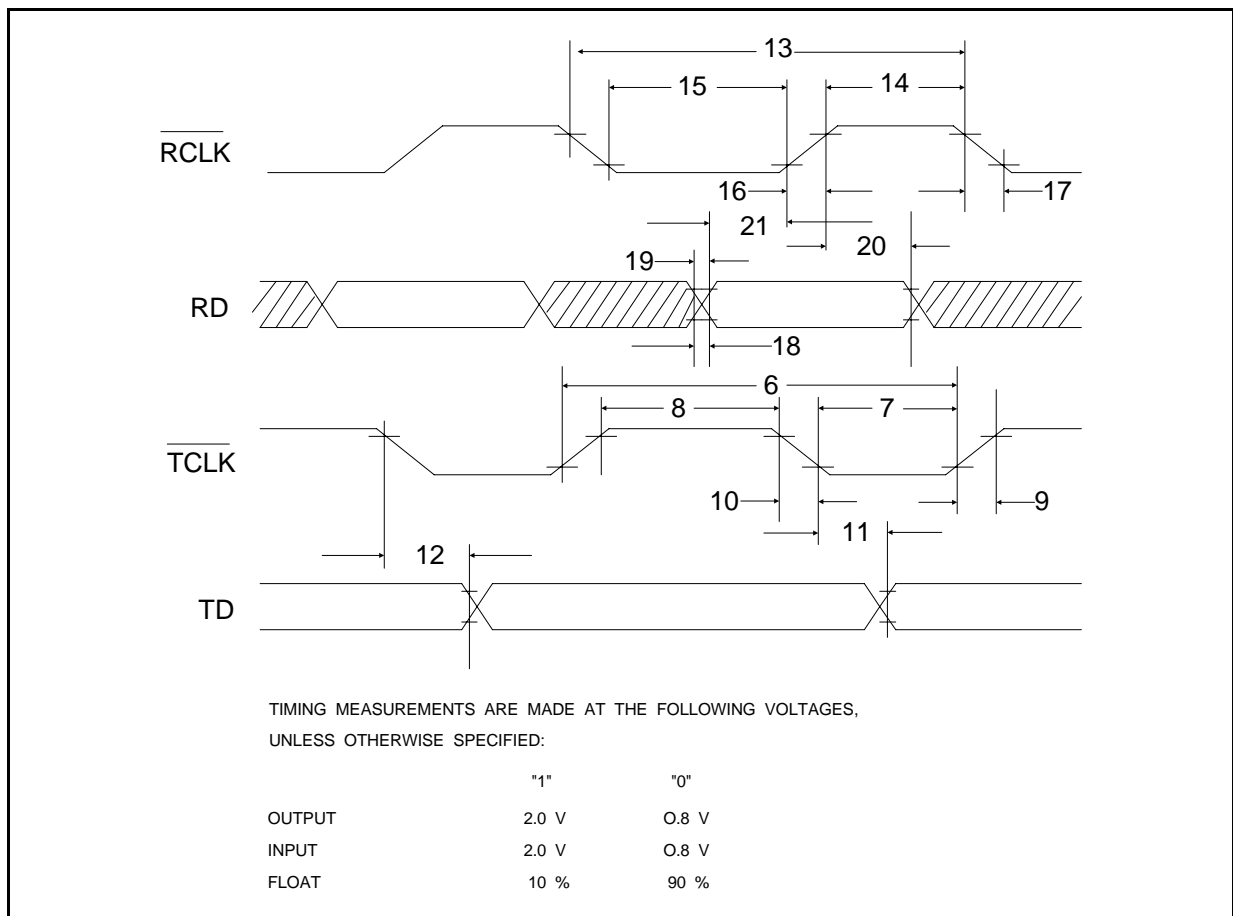 13
15
14
RCLK
16
17
21
20
19
RD
18
6
8
7
TCLK
10
9
11
12
TD
TIMING MEASUREMENTS ARE MADE AT THE FOLLOWING VOLTAGES,
UNLESS OTHERWISE SPECIFIED:
"1" "0"
OUTPUT 2.0 V O.8 V
INPUT 2.0 V O.8 V
FLOAT 10 % 90 %